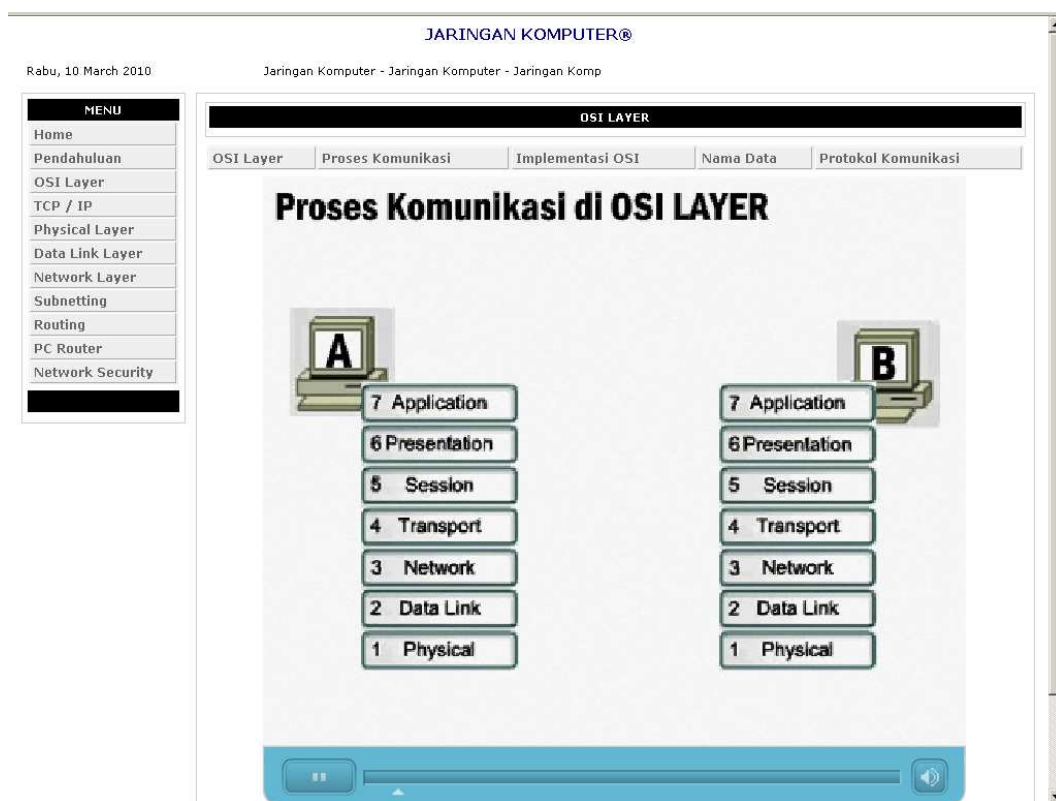 JARINGAN KOMPUTER®
Rabu, 10 March 2010
Jaringan Komputer - Jaringan Komputer - Jaringan Komp
MENU
Home
Pendahuluan
OSI Layer
TCP / IP
Physical Layer
Data Link Layer
Network Layer
Subnetting
Routing
PC Router
Network Security
OSI LAYER
OSI Layer Proses Komunikasi Implementasi OSI Nama Data Protokol Komunikasi
Proses Komunikasi di OSI LAYER
A
7 Application
6 Presentation
5 Session
4 Transport
3 Network
2 Data Link
1 Physical
B
7 Application
6 Presentation
5 Session
4 Transport
3 Network
2 Data Link
1 Physical